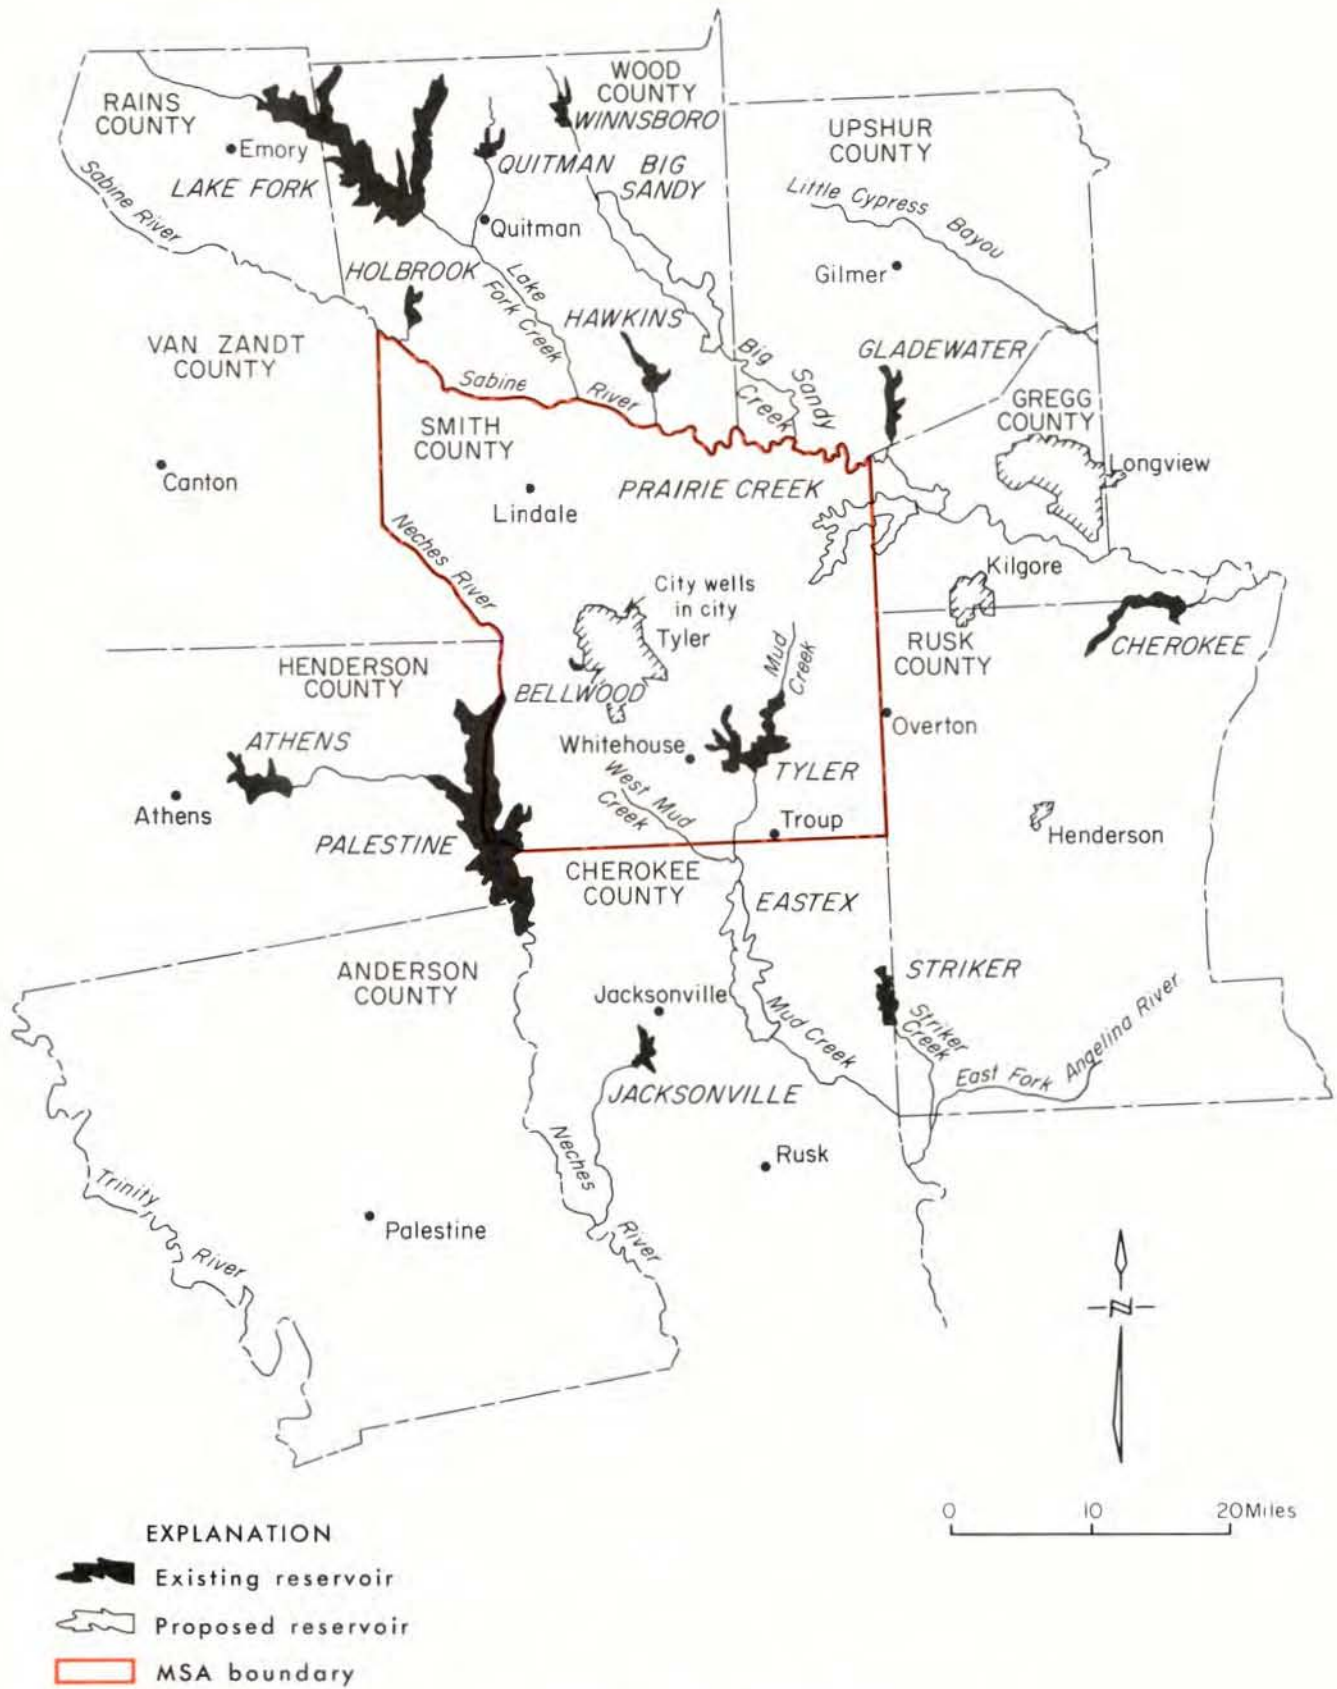 WOOD
COUNTY
RAINS
COUNTY
WINNSBORO
UPSHUR
COUNTY
Emory
QUITMAN
BIG
SANDY
LAKE FORK
Sabine River
Little Cypress Bayou
Quitman
HOLBROOK
Lake
Fork Creek
Gilmer
HAWKINS
VAN ZANDT
COUNTY
Big Sandy
Creek
GLADEWATER
Sabine River
GREGG
COUNTY
SMITH
COUNTY
Longview
Canton
PRAIRIE CREEK
Lindale
Neches River
Kilgore
City wells
in city
Tyler
Mud
Creek
RUSK
COUNTY
CHEROKEE
HENDERSON
COUNTY
BELLWOOD
Overton
ATHENS
Whitehouse
TYLER
West Mud
Creek
Athens
Troup
Henderson
PALESTINE
CHEROKEE
COUNTY
EASTEX
ANDERSON
COUNTY
STRIKER
Jacksonville
Mud Creek
Striker
Creek
East Fork Angelina River
JACKSONVILLE
Neches River
Rusk
Trinity River
Palestine
N
0 10 20 Miles
EXPLANATION
Existing reservoir
Proposed reservoir
MSA boundary